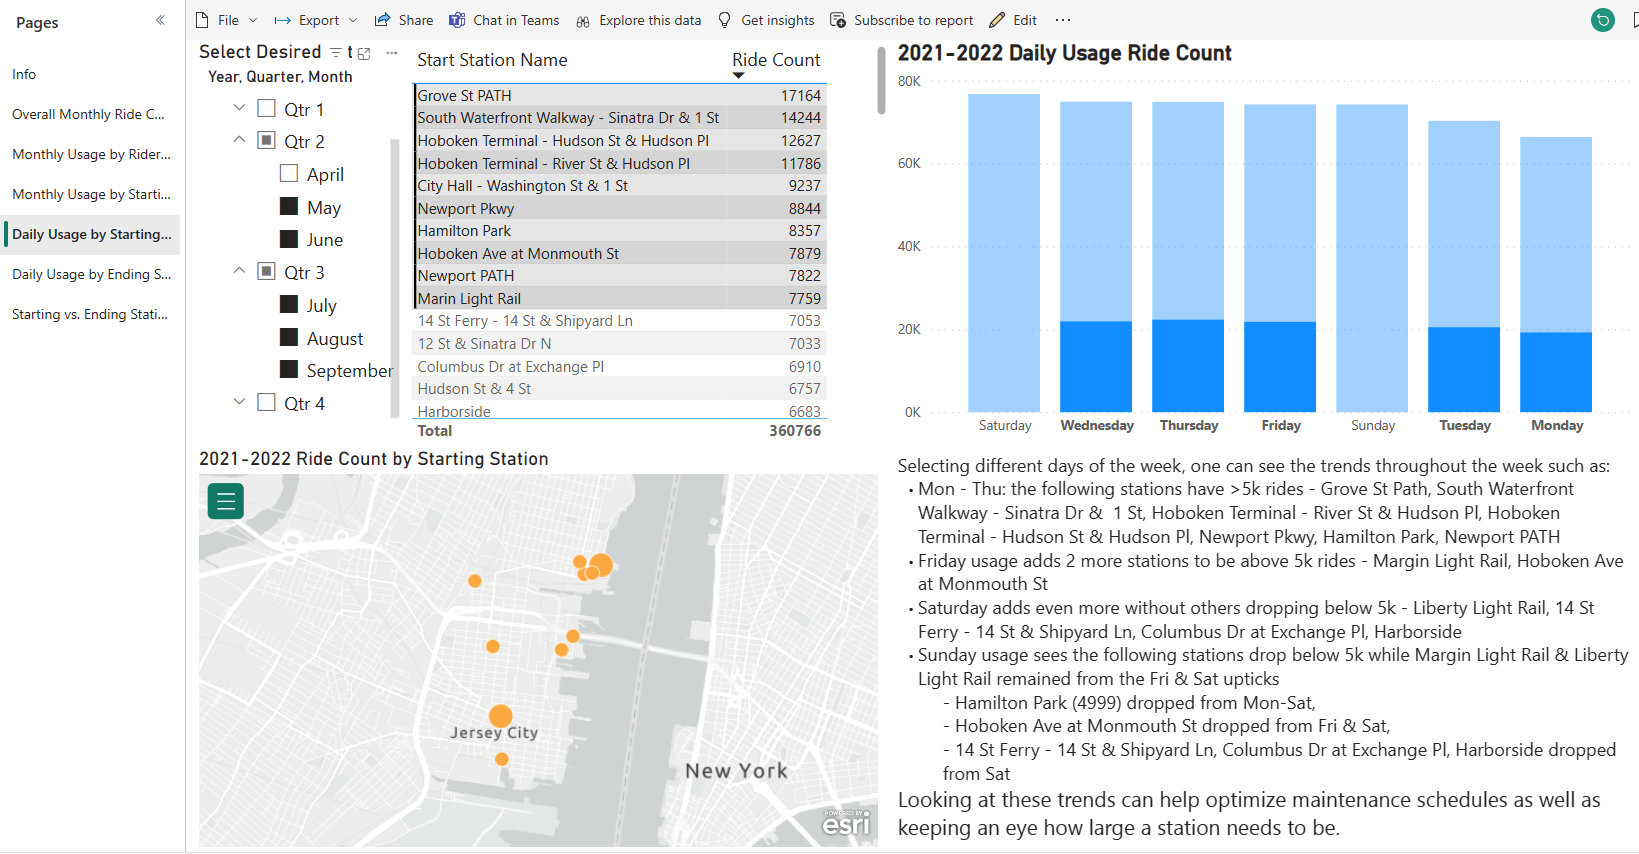 Pages
Info
Overall Monthly Ride C...
Monthly Usage by Rider...
Monthly Usage by Starti...
Daily Usage by Starting...
Daily Usage by Ending S...
Starting vs. Ending Stati...
File Export Share Chat in Teams Explore this data Get insights Subscribe to report Edit
Select Desired t
Year, Quarter, Month
Qtr 1
Qtr 2
April
May
June
Qtr 3
July
August
September
Qtr 4
Start Station Name Ride Count
Grove St PATH 17164
South Waterfront Walkway - Sinatra Dr & 1 St 14244
Hoboken Terminal - Hudson St & Hudson Pl 12627
Hoboken Terminal - River St & Hudson Pl 11786
City Hall - Washington St & 1 St 9237
Newport Pkwy 8844
Hamilton Park 8357
Hoboken Ave at Monmouth St 7879
Newport PATH 7822
Marin Light Rail 7759
14 St Ferry - 14 St & Shipyard Ln 7053
12 St & Sinatra Dr N 7033
Columbus Dr at Exchange Pl 6910
Hudson St & 4 St 6757
Harborside 6683
Total 360766
2021-2022 Ride Count by Starting Station
Jersey City
New York
POWERED BY
esri
2021-2022 Daily Usage Ride Count
80K
60K
40K
20K
0K
Saturday Wednesday Thursday Friday Sunday Tuesday Monday
Selecting different days of the week, one can see the trends throughout the week such as:
• Mon - Thu: the following stations have >5k rides - Grove St Path, South Waterfront
Walkway - Sinatra Dr & 1 St, Hoboken Terminal - River St & Hudson Pl, Hoboken
Terminal - Hudson St & Hudson Pl, Newport Pkwy, Hamilton Park, Newport PATH
• Friday usage adds 2 more stations to be above 5k rides - Margin Light Rail, Hoboken Ave
at Monmouth St
• Saturday adds even more without others dropping below 5k - Liberty Light Rail, 14 St
Ferry - 14 St & Shipyard Ln, Columbus Dr at Exchange Pl, Harborside
• Sunday usage sees the following stations drop below 5k while Margin Light Rail & Liberty
Light Rail remained from the Fri & Sat upticks
- Hamilton Park (4999) dropped from Mon-Sat,
- Hoboken Ave at Monmouth St dropped from Fri & Sat,
- 14 St Ferry - 14 St & Shipyard Ln, Columbus Dr at Exchange Pl, Harborside dropped
from Sat
Looking at these trends can help optimize maintenance schedules as well as
keeping an eye how large a station needs to be.